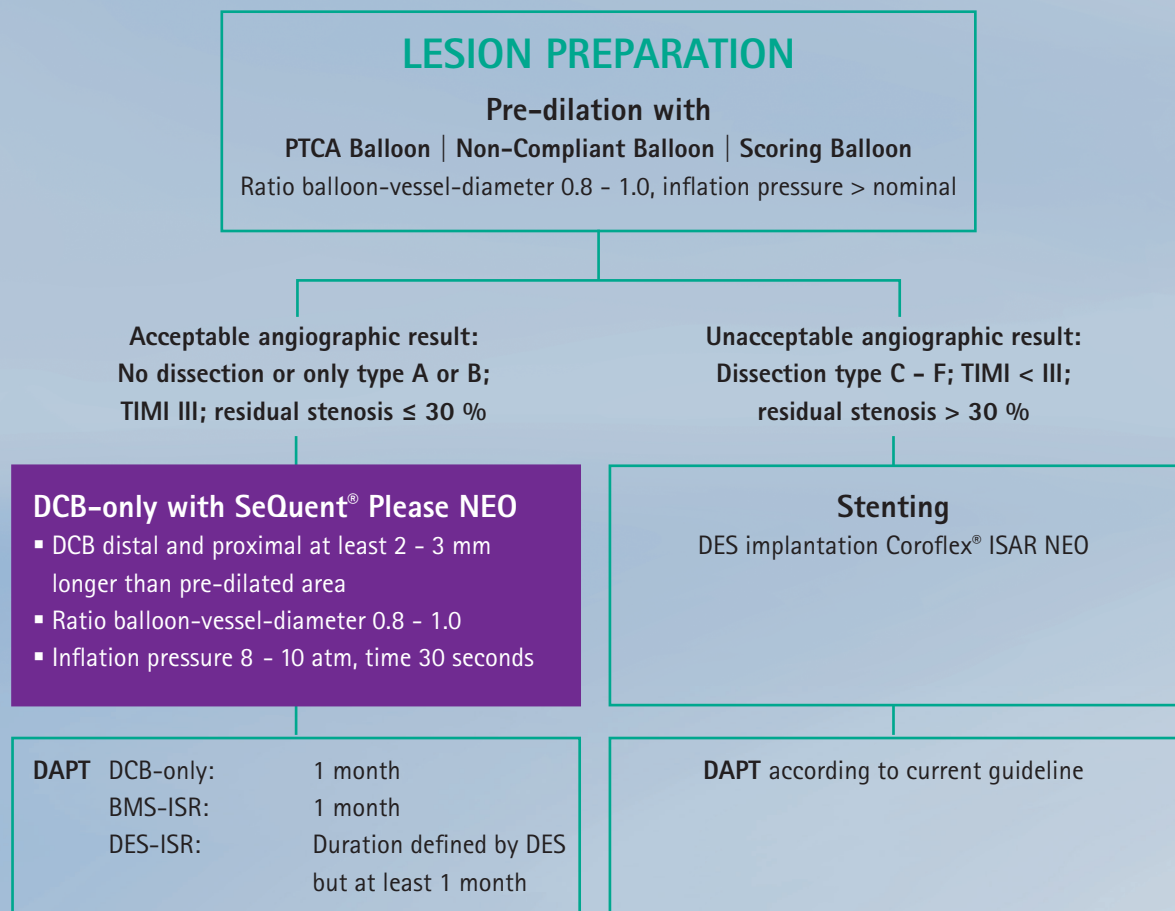 LESION PREPARATION
Pre-dilation with
PTCA Balloon | Non-Compliant Balloon | Scoring Balloon
Ratio balloon-vessel-diameter 0.8 - 1.0, inflation pressure > nominal
Acceptable angiographic result:
No dissection or only type A or B;
TIMI III; residual stenosis ≤ 30 %
Unacceptable angiographic result:
Dissection type C - F; TIMI < III;
residual stenosis > 30 %
DCB-only with SeQuent® Please NEO
▪ DCB distal and proximal at least 2 - 3 mm
longer than pre-dilated area
▪ Ratio balloon-vessel-diameter 0.8 - 1.0
▪ Inflation pressure 8 - 10 atm, time 30 seconds
Stenting
DES implantation Coroflex® ISAR NEO
DAPT DCB-only: 1 month
BMS-ISR: 1 month
DES-ISR: Duration defined by DES
but at least 1 month
DAPT according to current guideline